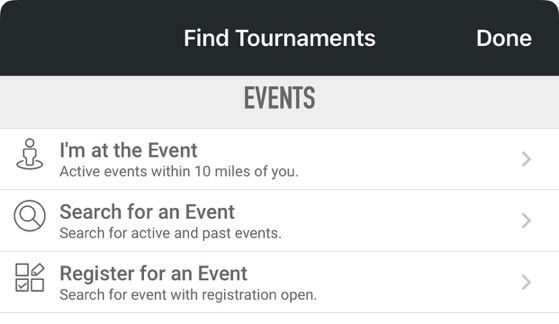 Find Tournaments Done
EVENTS
I'm at the Event
Active events within 10 miles of you.
Search for an Event
Search for active and past events.
Register for an Event
Search for event with registration open.